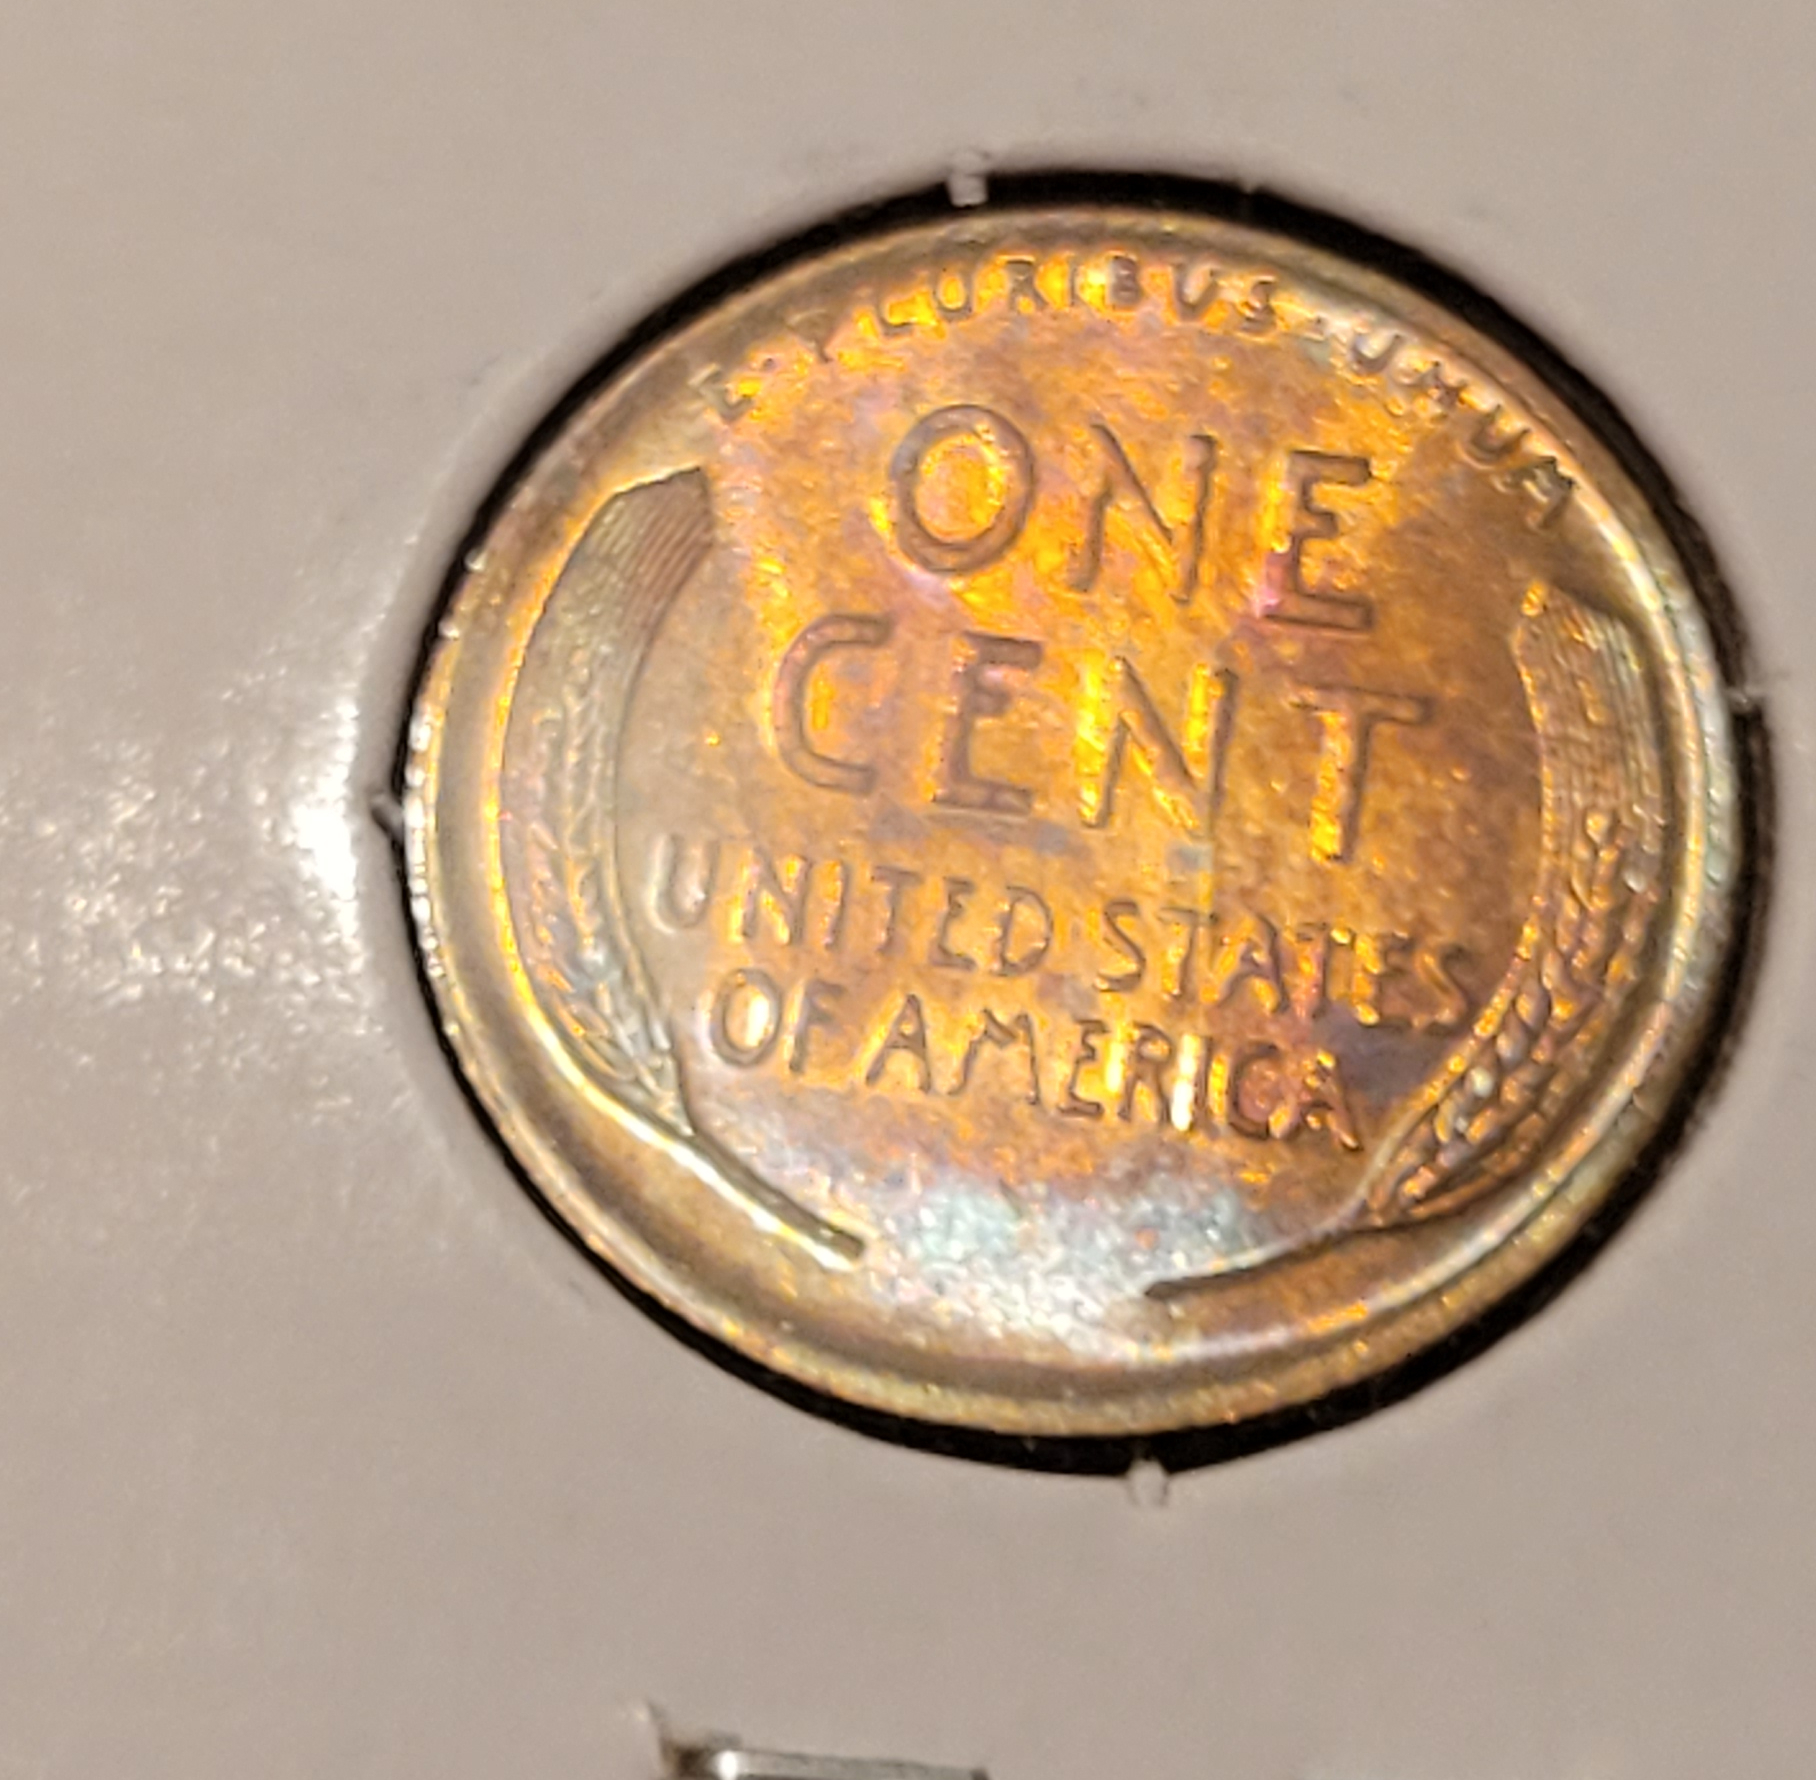 E·PLURIBUS·UNUM
ONE
CENT
UNITED STATES
OF AMERICA